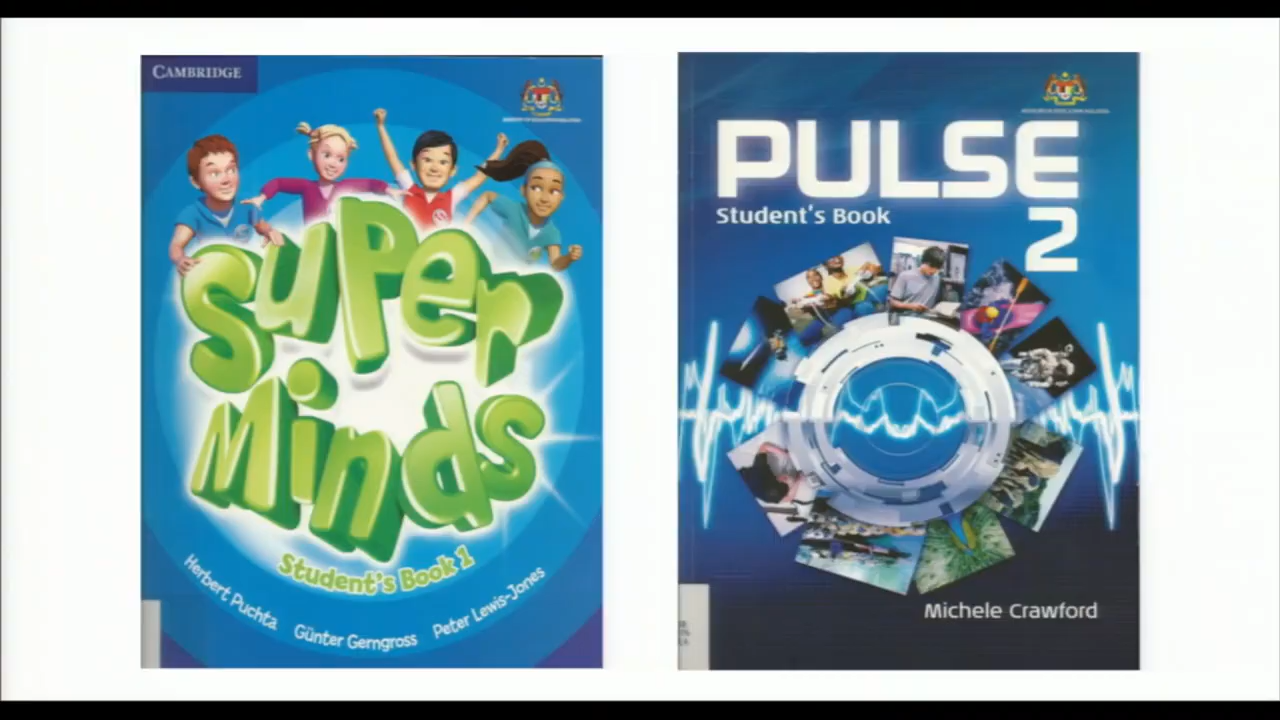 CAMBRIDGE
Super
Minds
Student's Book 1
Herbert Puchta
Günter Gerngross
Peter Lewis-Jones
PULSE
Student's Book
2
Michele Crawford